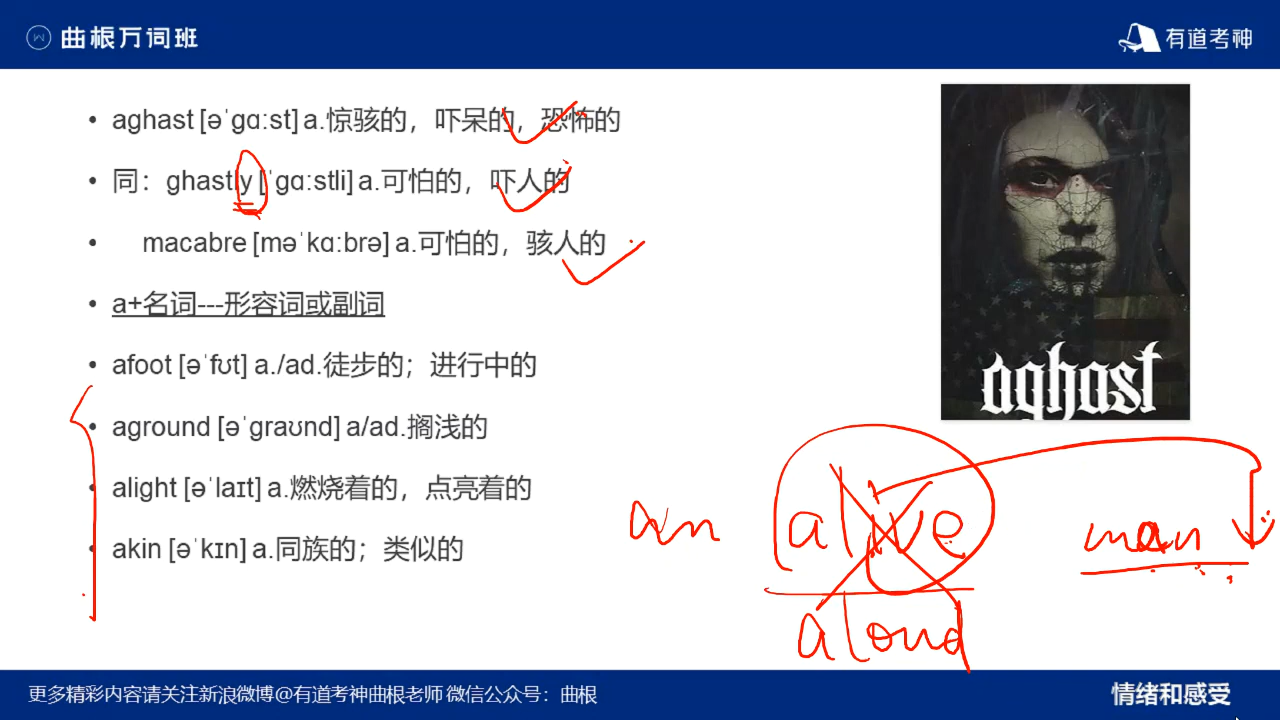 曲根万词班
有道考神
aghast [əˈɡɑːst] a.惊骇的，吓呆的，恐怖的
同：ghastly [ˈɡɑːstli] a.可怕的，吓人的
macabre [məˈkɑːbrə] a.可怕的，骇人的
a+名词---形容词或副词
afoot [əˈfʊt] a./ad.徒步的；进行中的
aground [əˈɡraʊnd] a/ad.搁浅的
alight [əˈlaɪt] a.燃烧着的，点亮着的
akin [əˈkɪn] a.同族的；类似的
aghast
an alive man
aloud
更多精彩内容请关注新浪微博@有道考神曲根老师 微信公众号：曲根
情绪和感受